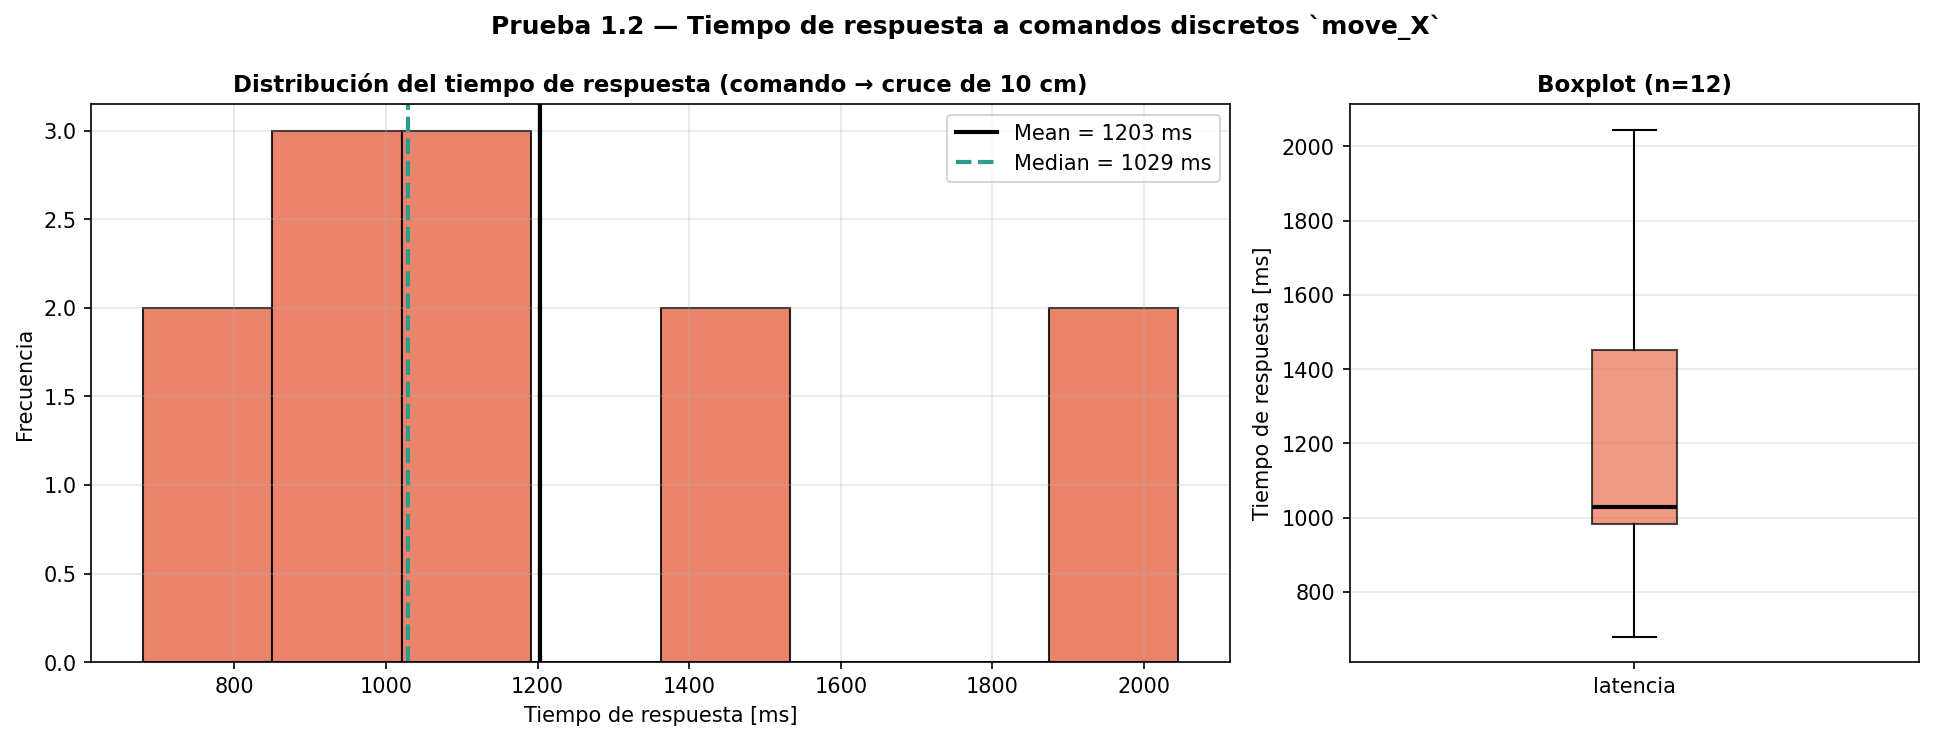 Prueba 1.2 — Tiempo de respuesta a comandos discretos `move_X`
Distribución del tiempo de respuesta (comando → cruce de 10 cm)
Mean = 1203 ms
Median = 1029 ms
Frecuencia
3.0
2.5
2.0
1.5
1.0
0.5
0.0
800 1000 1200 1400 1600 1800 2000
Tiempo de respuesta [ms]
Boxplot (n=12)
Tiempo de respuesta [ms]
2000
1800
1600
1400
1200
1000
800
latencia